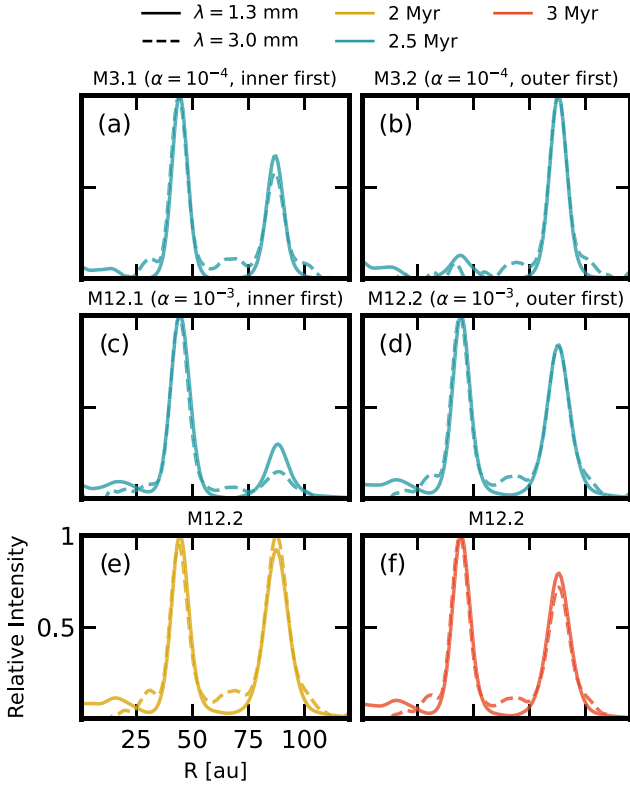 λ = 1.3 mm 2 Myr 3 Myr
λ = 3.0 mm 2.5 Myr
M3.1 (α = 10⁻⁴, inner first) M3.2 (α = 10⁻⁴, outer first)
(a) (b)
M12.1 (α = 10⁻³, inner first) M12.2 (α = 10⁻³, outer first)
(c) (d)
M12.2 M12.2
(e) (f)
1
0.5
Relative Intensity
25 50 75 100
R [au]